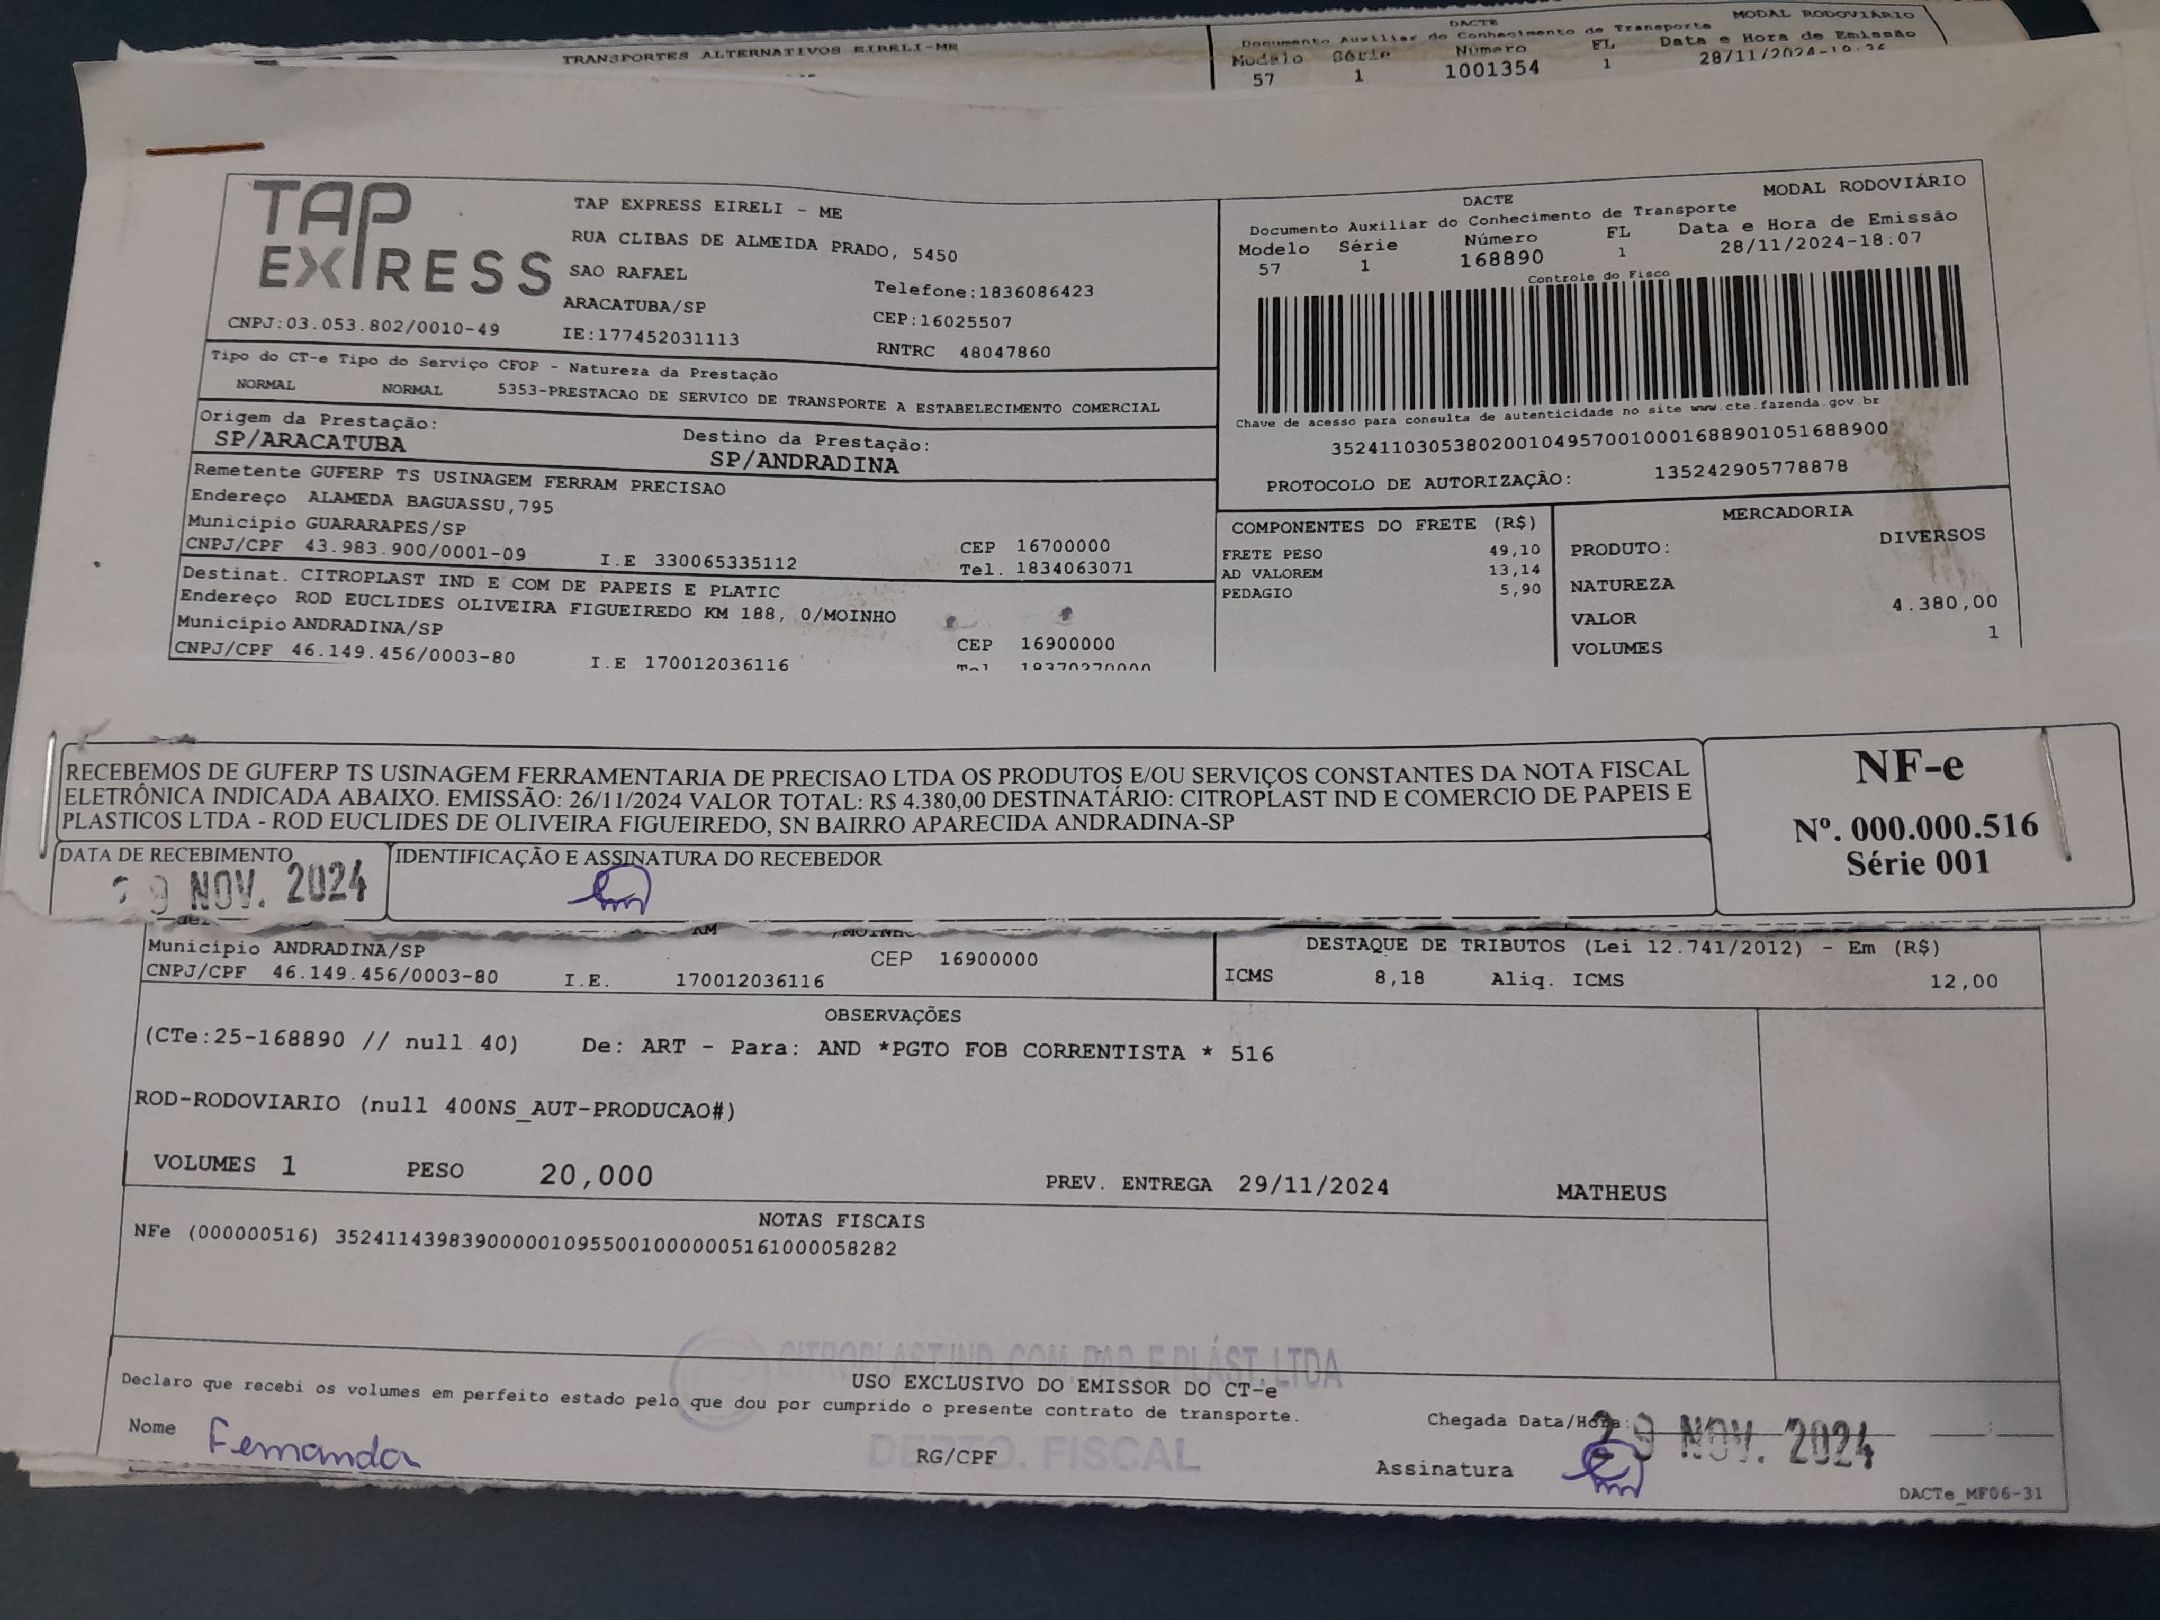 TRANSPORTES ALTERNATIVOS EIRELI-ME
DACTE MODAL RODOVIÁRIO
Documento Auxiliar do Conhecimento de Transporte
Modelo Série Número FL Data e Hora de Emissão
57 1 1001354 1 28/11/2024
TAP EXPRESS
TAP EXPRESS EIRELI - ME
RUA CLIBAS DE ALMEIDA PRADO, 5450
SAO RAFAEL
Telefone:1836086423
ARACATUBA/SP
CEP:16025507
CNPJ:03.053.802/0010-49 IE:177452031113
RNTRC 48047860
DACTE MODAL RODOVIÁRIO
Documento Auxiliar do Conhecimento de Transporte
Modelo Série Número FL Data e Hora de Emissão
57 1 168890 1 28/11/2024-18:07
Controle do Fisco
Chave de acesso para consulta de autenticidade no site www.cte.fazenda.gov.br
35241103053802001049570010001688901051688900
PROTOCOLO DE AUTORIZAÇÃO: 135242905778878
Tipo do CT-e Tipo do Serviço CFOP - Natureza da Prestação
NORMAL NORMAL 5353-PRESTACAO DE SERVICO DE TRANSPORTE A ESTABELECIMENTO COMERCIAL
Origem da Prestação: Destino da Prestação:
SP/ARACATUBA SP/ANDRADINA
Remetente GUFERP TS USINAGEM FERRAM PRECISAO
Endereço ALAMEDA BAGUASSU,795
Município GUARARAPES/SP CEP 16700000
CNPJ/CPF 43.983.900/0001-09 I.E 330065335112 Tel. 1834063071
Destinat. CITROPLAST IND E COM DE PAPEIS E PLATIC
Endereço ROD EUCLIDES OLIVEIRA FIGUEIREDO KM 188, 0/MOINHO
Município ANDRADINA/SP CEP 16900000
CNPJ/CPF 46.149.456/0003-80 I.E 170012036116 Tel 18370270000
COMPONENTES DO FRETE (R$)
FRETE PESO 49,10
AD VALOREM 13,14
PEDAGIO 5,90
MERCADORIA
PRODUTO: DIVERSOS
NATUREZA
VALOR 4.380,00
VOLUMES 1
RECEBEMOS DE GUFERP TS USINAGEM FERRAMENTARIA DE PRECISAO LTDA OS PRODUTOS E/OU SERVIÇOS CONSTANTES DA NOTA FISCAL
ELETRÔNICA INDICADA ABAIXO. EMISSÃO: 26/11/2024 VALOR TOTAL: R$ 4.380,00 DESTINATÁRIO: CITROPLAST IND E COMERCIO DE PAPEIS E
PLASTICOS LTDA - ROD EUCLIDES DE OLIVEIRA FIGUEIREDO, SN BAIRRO APARECIDA ANDRADINA-SP
NF-e
Nº. 000.000.516
Série 001
DATA DE RECEBIMENTO IDENTIFICAÇÃO E ASSINATURA DO RECEBEDOR
29 NOV. 2024
KM /MOINHO
Município ANDRADINA/SP CEP 16900000
CNPJ/CPF 46.149.456/0003-80 I.E. 170012036116
DESTAQUE DE TRIBUTOS (Lei 12.741/2012) - Em (R$)
ICMS 8,18 Aliq. ICMS 12,00
OBSERVAÇÕES
(CTe:25-168890 // null 40) De: ART - Para: AND *PGTO FOB CORRENTISTA * 516
ROD-RODOVIARIO (null 400NS_AUT-PRODUCAO#)
VOLUMES 1 PESO 20,000 PREV. ENTREGA 29/11/2024 MATHEUS
NOTAS FISCAIS
NFe (000000516) 35241143983900000109550010000005161000058282
CITROPLAST IND. COM. PAP. E PLÁST. LTDA
USO EXCLUSIVO DO EMISSOR DO CT-e
Declaro que recebi os volumes em perfeito estado pelo que dou por cumprido o presente contrato de transporte.
Nome Fernanda RG/CPF
DEPTO. FISCAL
Chegada Data/Hora: 29 NOV. 2024
Assinatura
DACTe_MF06-31